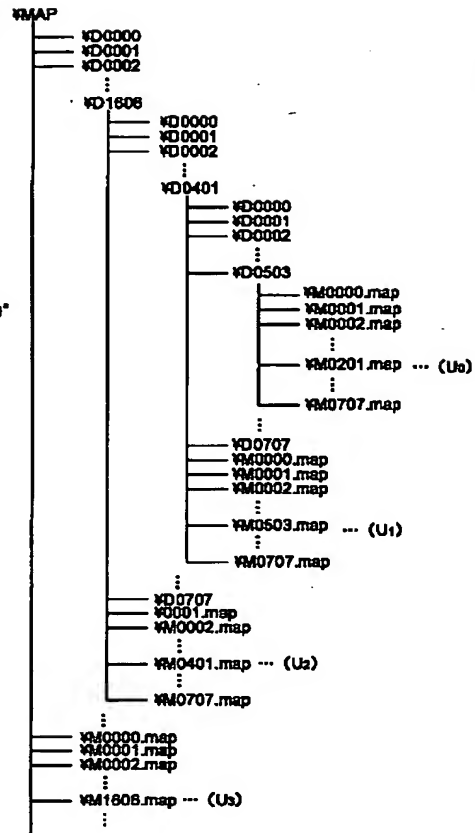 ¥MAP
¥D0000
¥D0001
¥D0002
¥D1606
¥D0000
¥D0001
¥D0002
¥D0401
¥D0000
¥D0001
¥D0002
¥D0503
¥M0000.map
¥M0001.map
¥M0002.map
¥M0201.map ··· (U₀)
¥M0707.map
¥D0707
¥M0000.map
¥M0001.map
¥M0002.map
¥M0503.map ··· (U₁)
¥M0707.map
¥D0707
¥0001.map
¥M0002.map
¥M0401.map ··· (U₂)
¥M0707.map
¥M0000.map
¥M0001.map
¥M0002.map
¥M1606.map ··· (U₃)